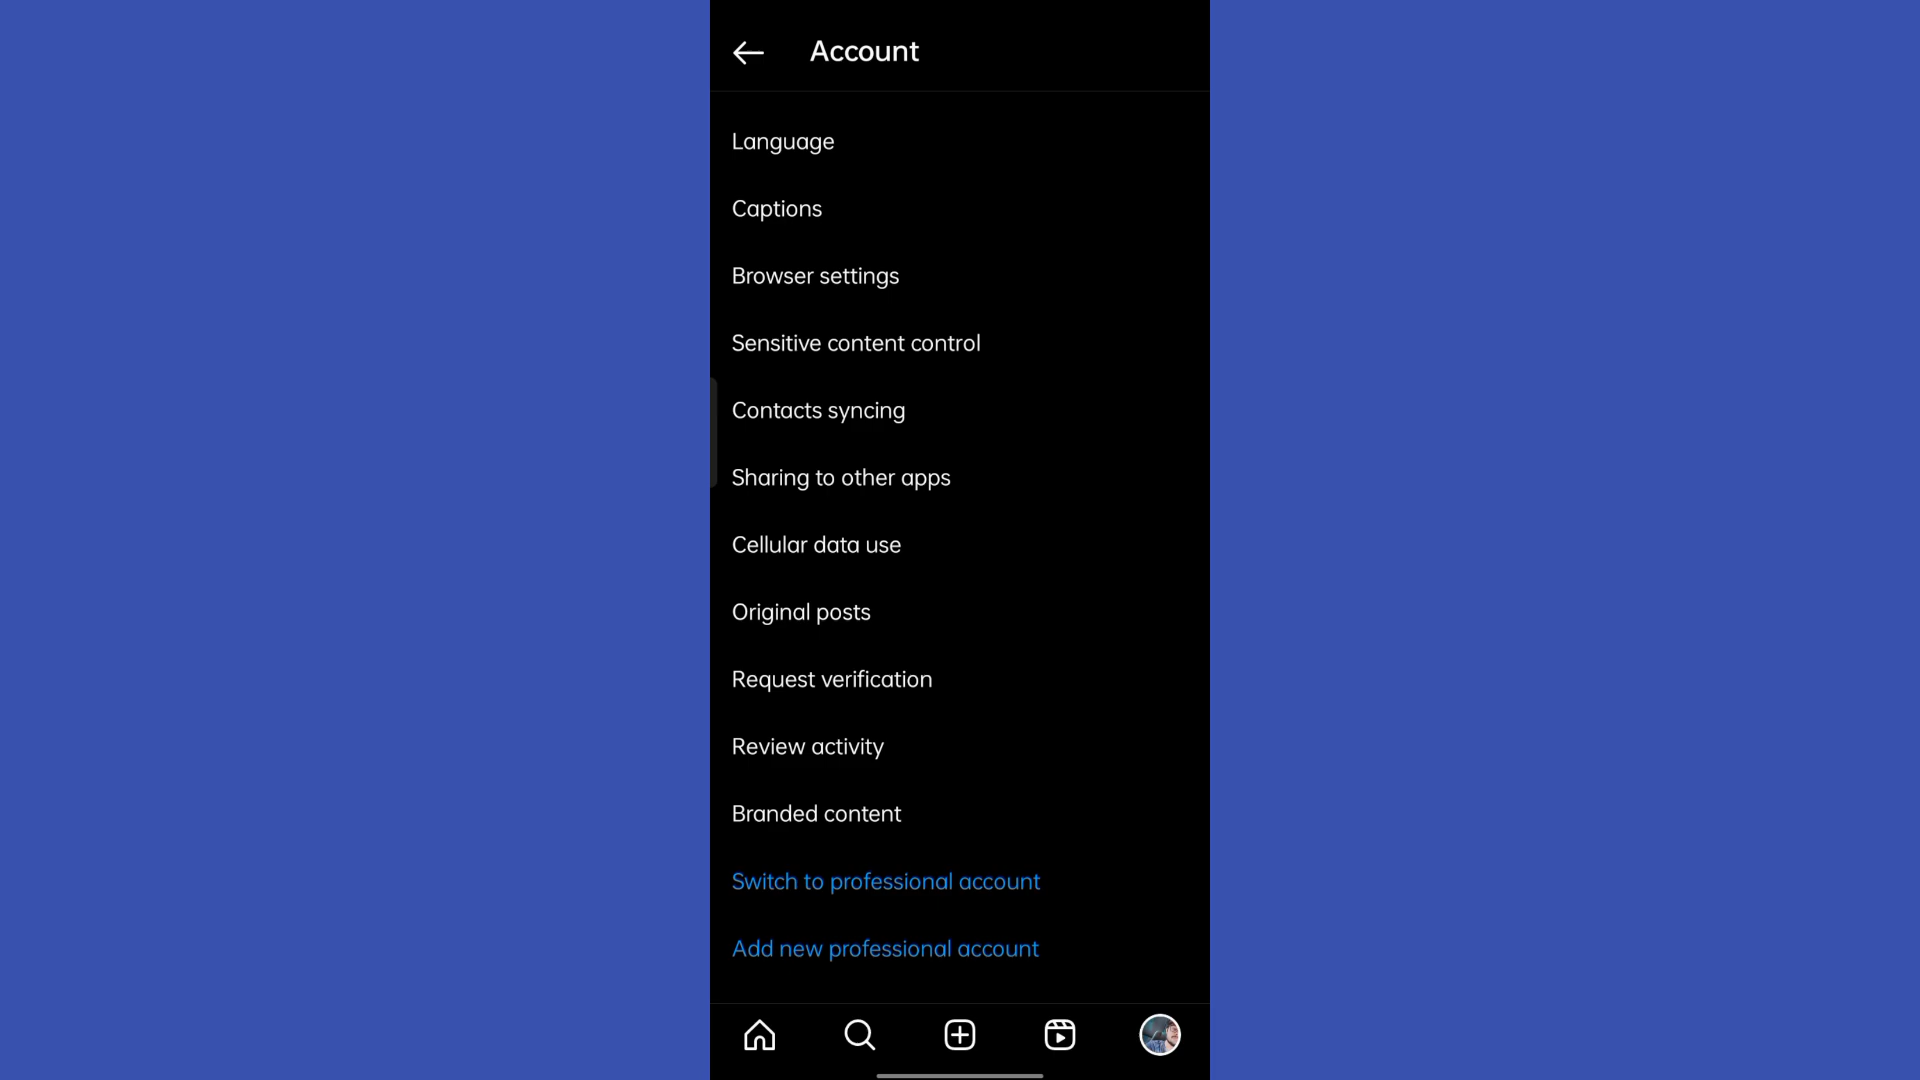 Account
Language
Captions
Browser settings
Sensitive content control
Contacts syncing
Sharing to other apps
Cellular data use
Original posts
Request verification
Review activity
Branded content
Switch to professional account
Add new professional account